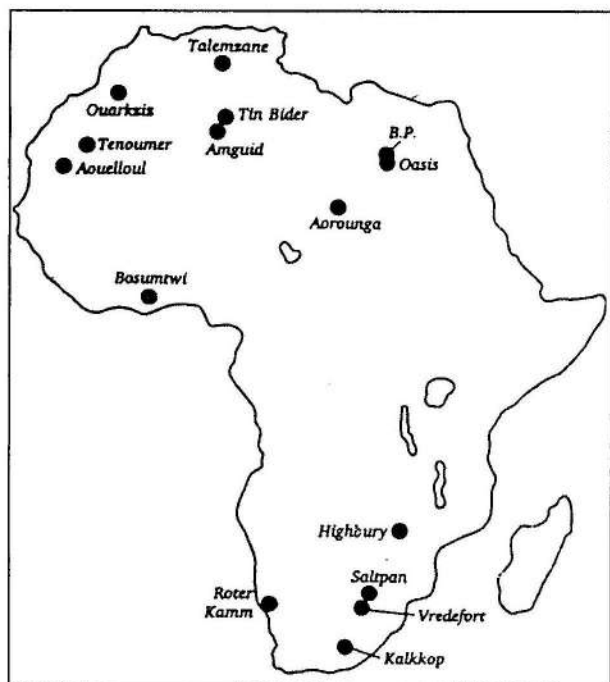 Talemzane
Ouarkziz
Tin Bider
B.P.
Tenoumer
Amguid
Aouelloul
Oasis
Aorounga
Bosumtwi
Highbury
Saltpan
Roter
Kamm
Vredefort
Kalkkop